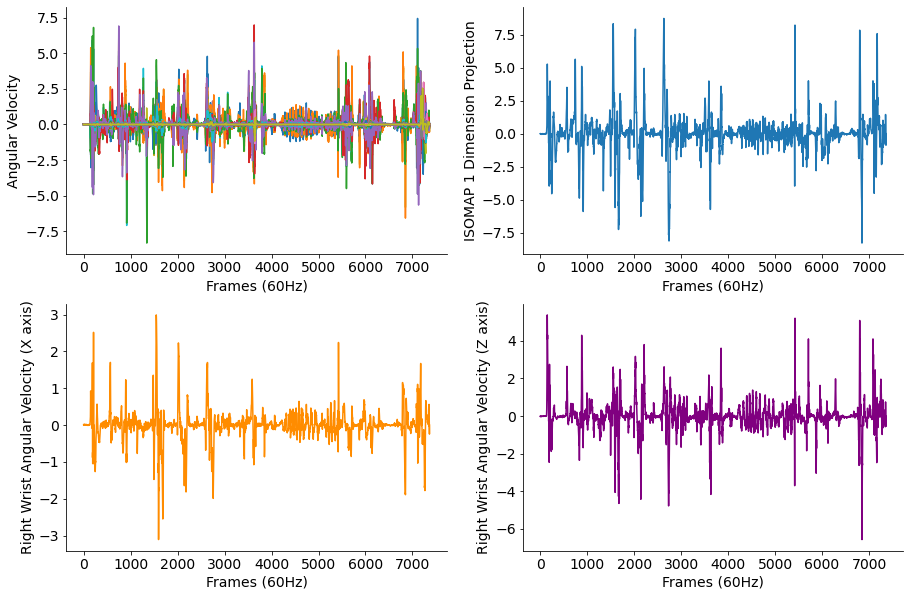 Angular Velocity
7.5
5.0
2.5
0.0
−2.5
−5.0
−7.5
0 1000 2000 3000 4000 5000 6000 7000
Frames (60Hz)
ISOMAP 1 Dimension Projection
7.5
5.0
2.5
0.0
−2.5
−5.0
−7.5
0 1000 2000 3000 4000 5000 6000 7000
Frames (60Hz)
Right Wrist Angular Velocity (X axis)
3
2
1
0
−1
−2
−3
0 1000 2000 3000 4000 5000 6000 7000
Frames (60Hz)
Right Wrist Angular Velocity (Z axis)
4
2
0
−2
−4
−6
0 1000 2000 3000 4000 5000 6000 7000
Frames (60Hz)